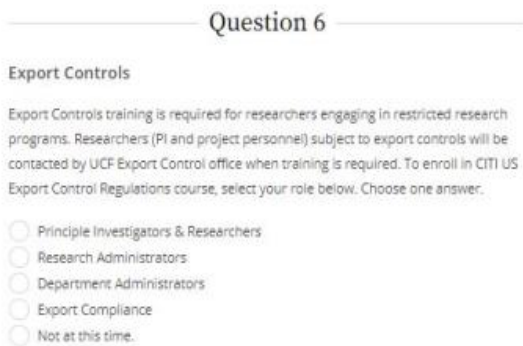 Question 6
Export Controls
Export Controls training is required for researchers engaging in restricted research
programs. Researchers (PI and project personnel) subject to export controls will be
contacted by UCF Export Control office when training is required. To enroll in CITI US
Export Control Regulations course, select your role below. Choose one answer.
Principle Investigators & Researchers
Research Administrators
Department Administrators
Export Compliance
Not at this time.